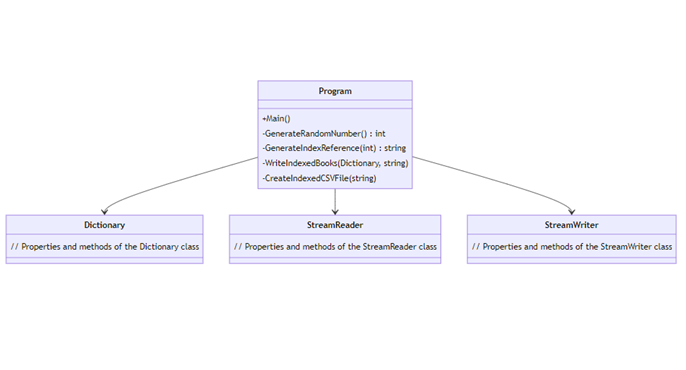 Program
+Main()
-GenerateRandomNumber() : int
-GenerateIndexReference(int) : string
-WriteIndexedBooks(Dictionary, string)
-CreateIndexedCSVFile(string)
Dictionary
// Properties and methods of the Dictionary class
StreamReader
// Properties and methods of the StreamReader class
StreamWriter
// Properties and methods of the StreamWriter class